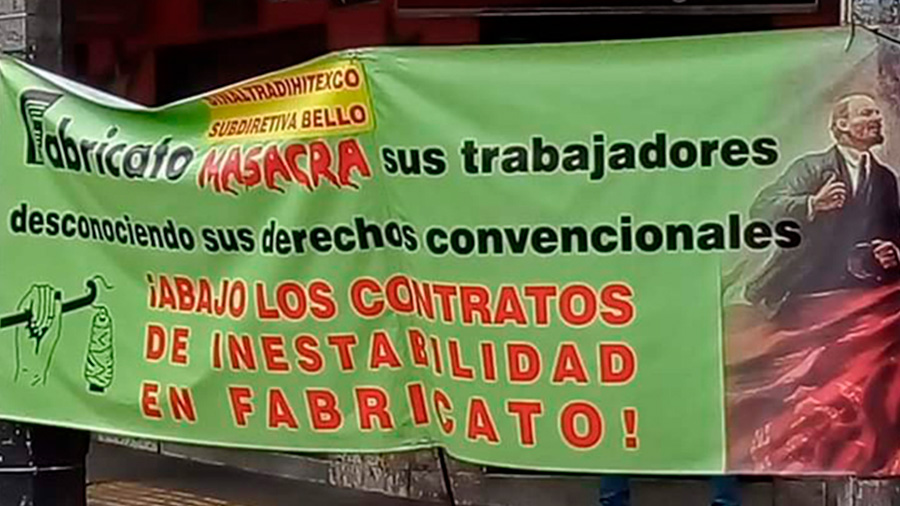 SINALTRADIHITEXCO
SUBDIRETIVA BELLO
Fabricato MASACRA sus trabajadores
desconociendo sus derechos convencionales
¡ABAJO LOS CONTRATOS
DE INESTABILIDAD
EN FABRICATO!